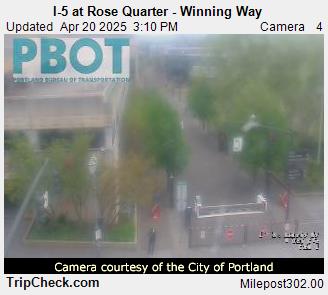 I-5 at Rose Quarter - Winning Way
Updated Apr 20 2025 3:10 PM Camera 4
PBOT
PORTLAND BUREAU OF TRANSPORTATION
Camera courtesy of the City of Portland
TripCheck.com Milepost302.00